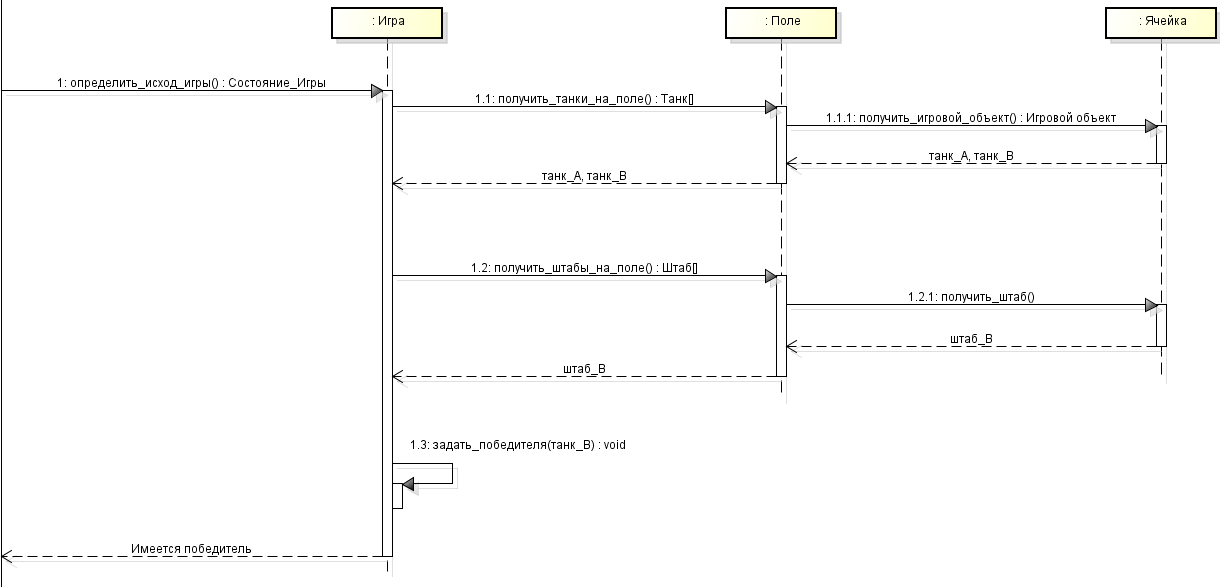 : Игра
: Поле
: Ячейка
1: определить_исход_игры() : Состояние_Игры
1.1: получить_танки_на_поле() : Танк[]
1.1.1: получить_игровой_объект() : Игровой объект
танк_А, танк_В
танк_А, танк_В
1.2: получить_штабы_на_поле() : Штаб[]
1.2.1: получить_штаб()
штаб_В
штаб_В
1.3: задать_победителя(танк_В) : void
Имеется победитель